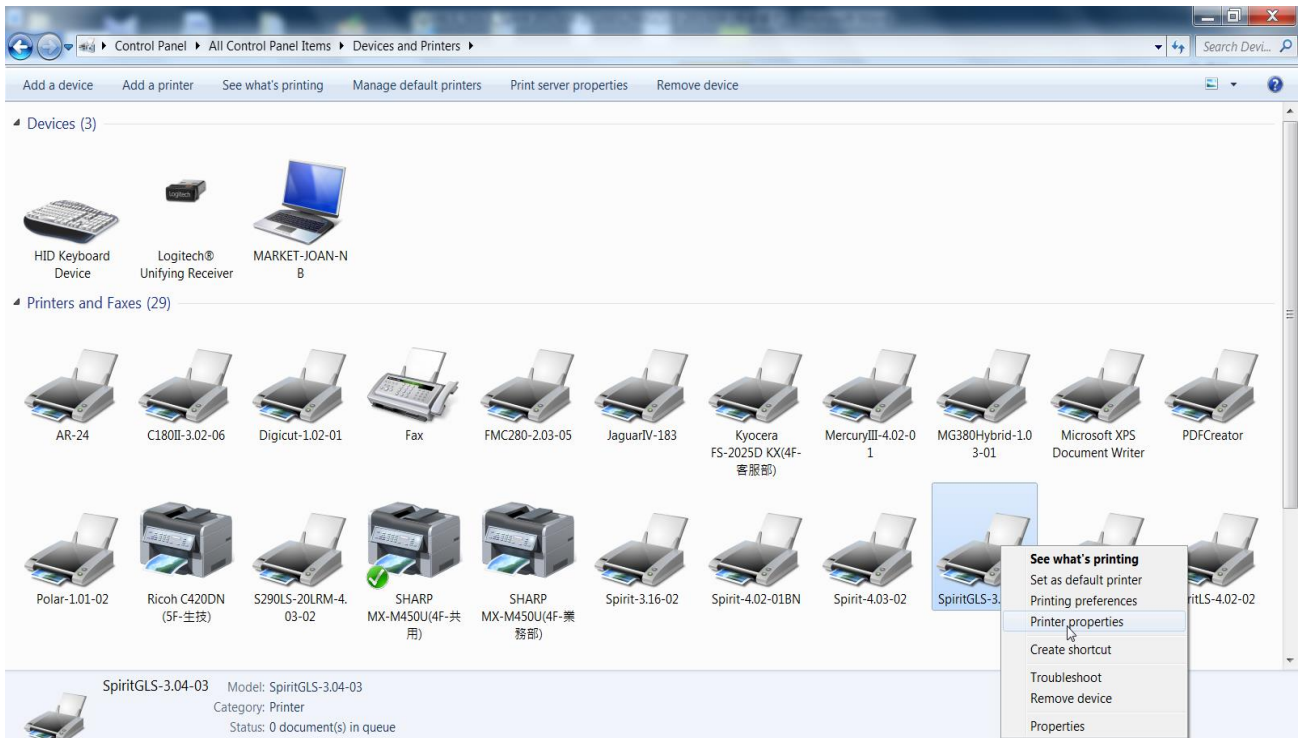 Control Panel ▸ All Control Panel Items ▸ Devices and Printers ▸
Search Devi...
Add a device Add a printer See what's printing Manage default printers Print server properties Remove device
Devices (3)
HID Keyboard
Device
Logitech®
Unifying Receiver
MARKET-JOAN-N
B
Logitech
Printers and Faxes (29)
AR-24
C180II-3.02-06
Digicut-1.02-01
Fax
FMC280-2.03-05
JaguarIV-183
Kyocera
FS-2025D KX(4F-
客服部)
MercuryIII-4.02-0
1
MG380Hybrid-1.0
3-01
Microsoft XPS
Document Writer
PDFCreator
Polar-1.01-02
Ricoh C420DN
(5F-生技)
S290LS-20LRM-4.
03-02
SHARP
MX-M450U(4F-共
用)
SHARP
MX-M450U(4F-業
務部)
Spirit-3.16-02
Spirit-4.02-01BN
Spirit-4.03-02
SpiritGLS-3.
ritLS-4.02-02
See what's printing
Set as default printer
Printing preferences
Printer properties
Create shortcut
Troubleshoot
Remove device
Properties
SpiritGLS-3.04-03 Model: SpiritGLS-3.04-03
Category: Printer
Status: 0 document(s) in queue